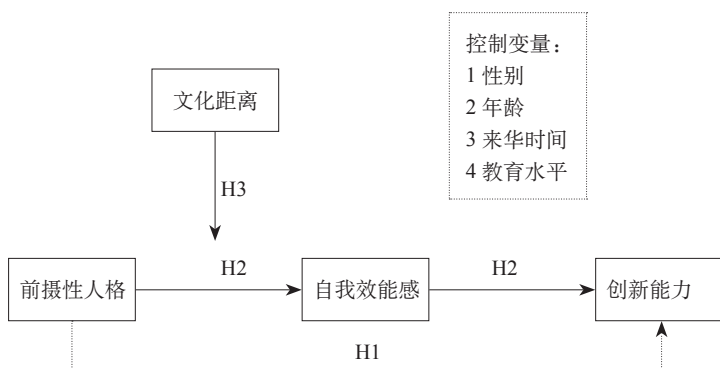 控制变量：
1 性别
2 年龄
3 来华时间
4 教育水平
文化距离
H3
前摄性人格
H2
自我效能感
H2
创新能力
H1